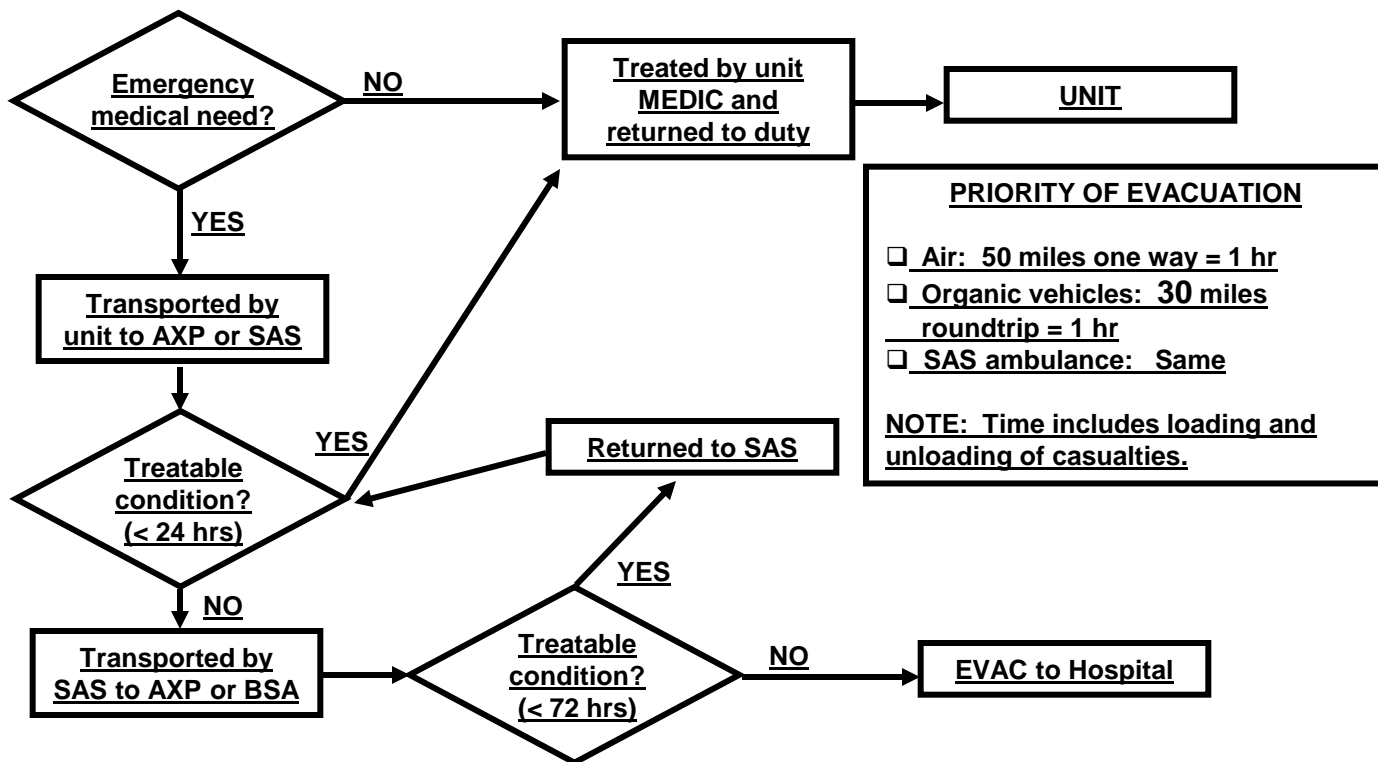 Emergency
medical need?
NO
Treated by unit
MEDIC and
returned to duty
UNIT
YES
PRIORITY OF EVACUATION
❑ Air: 50 miles one way = 1 hr
❑ Organic vehicles: 30 miles
roundtrip = 1 hr
❑ SAS ambulance: Same
NOTE: Time includes loading and
unloading of casualties.
Transported by
unit to AXP or SAS
Treatable
condition?
(< 24 hrs)
YES
Returned to SAS
NO
Transported by
SAS to AXP or BSA
YES
Treatable
condition?
(< 72 hrs)
NO
EVAC to Hospital